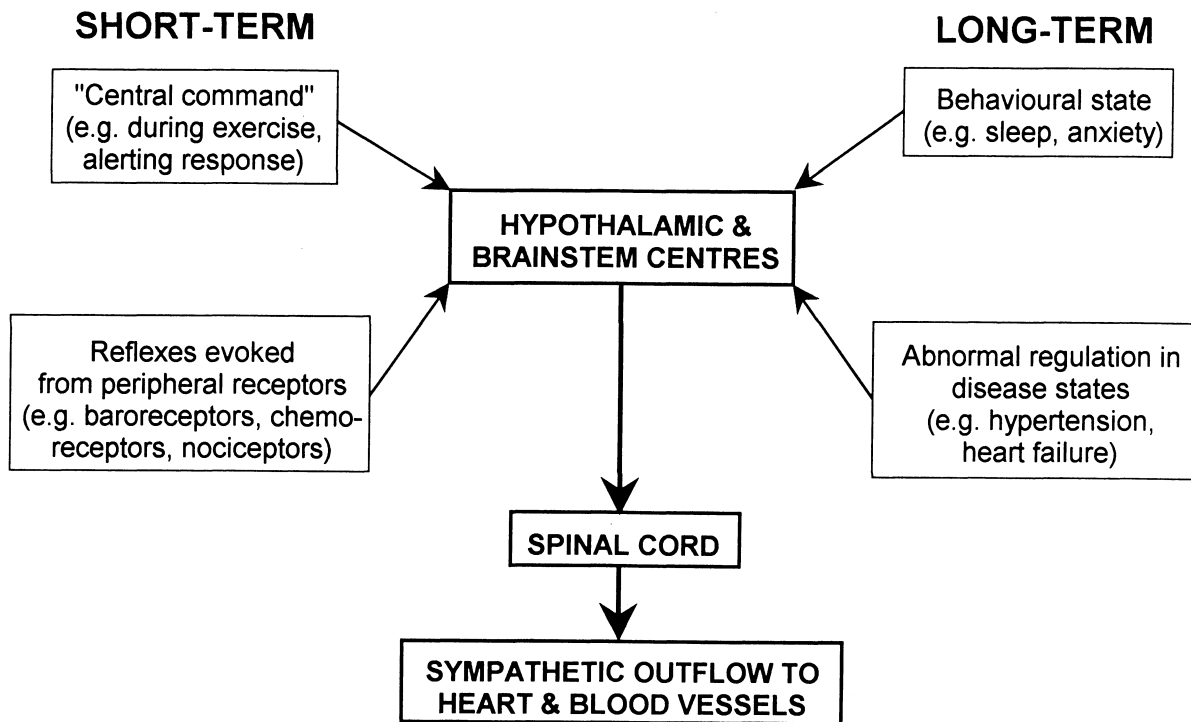 SHORT-TERM
"Central command"
(e.g. during exercise,
alerting response)
Reflexes evoked
from peripheral receptors
(e.g. baroreceptors, chemo-
receptors, nociceptors)
LONG-TERM
Behavioural state
(e.g. sleep, anxiety)
Abnormal regulation in
disease states
(e.g. hypertension,
heart failure)
HYPOTHALAMIC &
BRAINSTEM CENTRES
SPINAL CORD
SYMPATHETIC OUTFLOW TO
HEART & BLOOD VESSELS